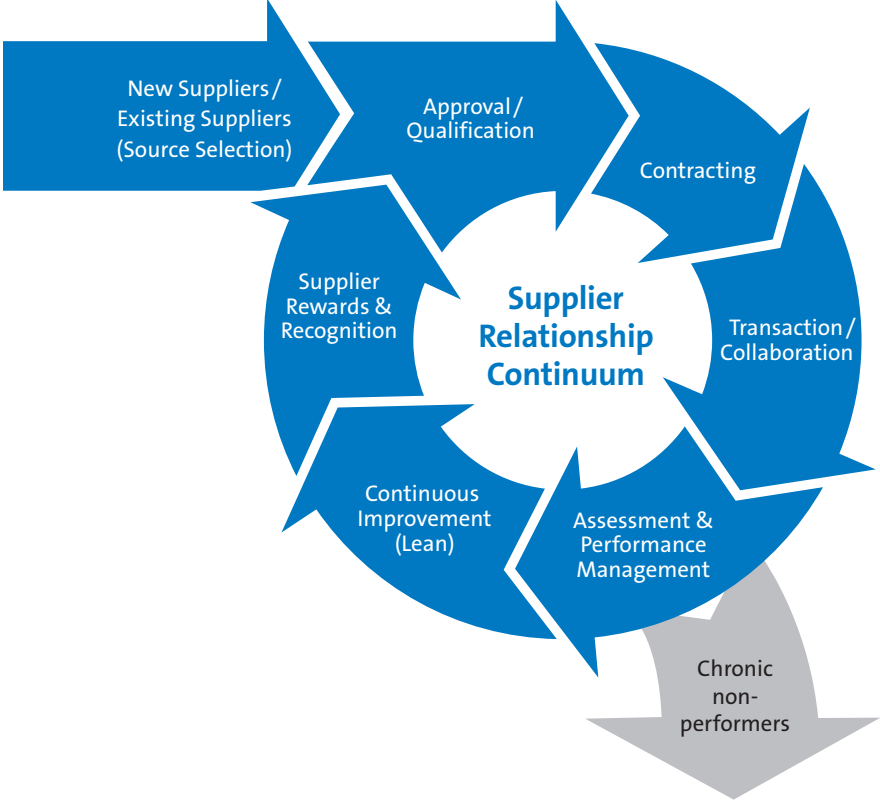 New Suppliers /
Existing Suppliers
(Source Selection)
Approval /
Qualification
Contracting
Transaction /
Collaboration
Assessment &
Performance
Management
Chronic
non-
performers
Continuous
Improvement
(Lean)
Supplier
Rewards &
Recognition
Supplier
Relationship
Continuum